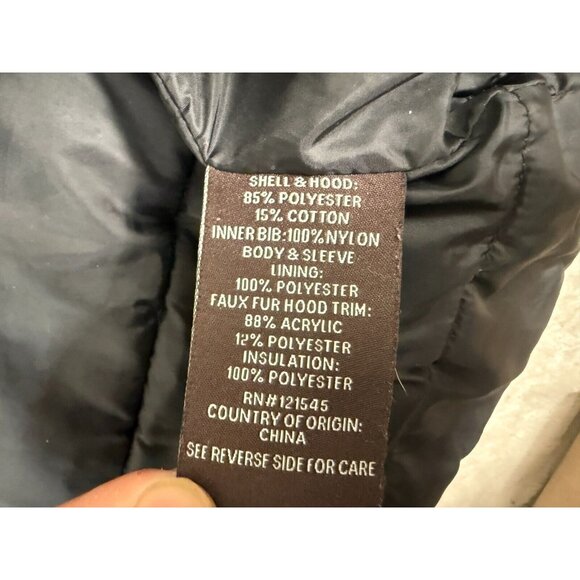 SHELL & HOOD:
85% POLYESTER
15% COTTON
INNER BIB:100% NYLON
BODY & SLEEVE
LINING:
100% POLYESTER
FAUX FUR HOOD TRIM:
88% ACRYLIC
12% POLYESTER
INSULATION:
100% POLYESTER
RN#121545
COUNTRY OF ORIGIN:
CHINA
SEE REVERSE SIDE FOR CARE